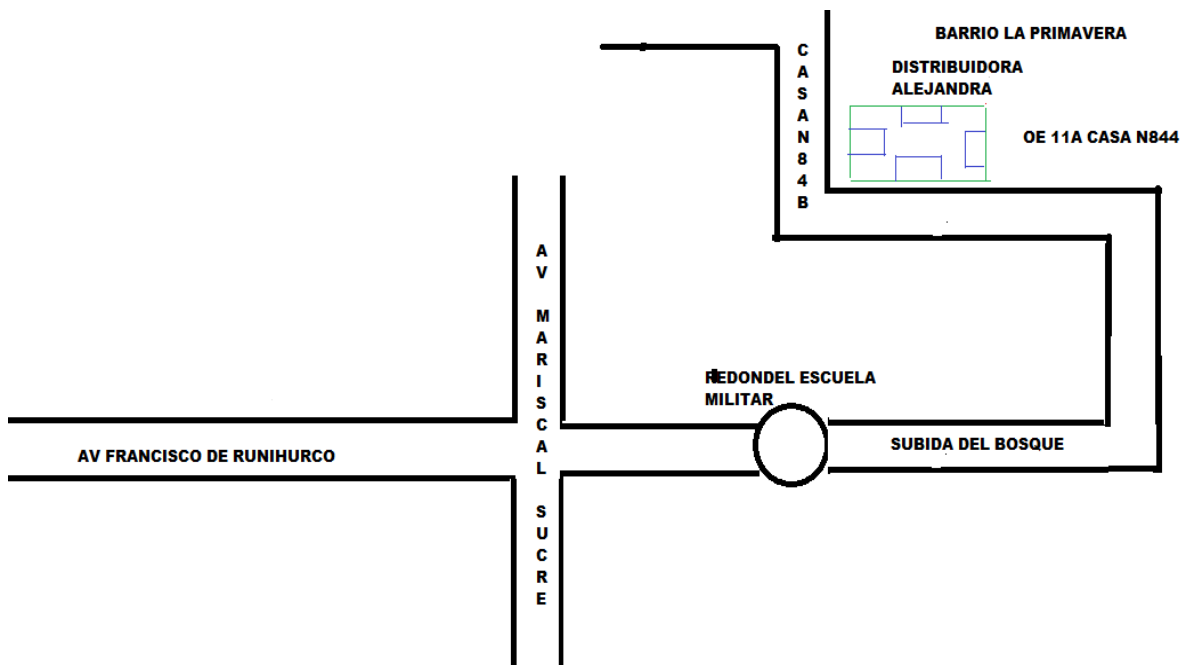 BARRIO LA PRIMAVERA
DISTRIBUIDORA
ALEJANDRA
OE 11A CASA N844
CASAN84B
AV MARISCAL SUCRE
REDONDEL ESCUELA
MILITAR
SUBIDA DEL BOSQUE
AV FRANCISCO DE RUNIHURCO